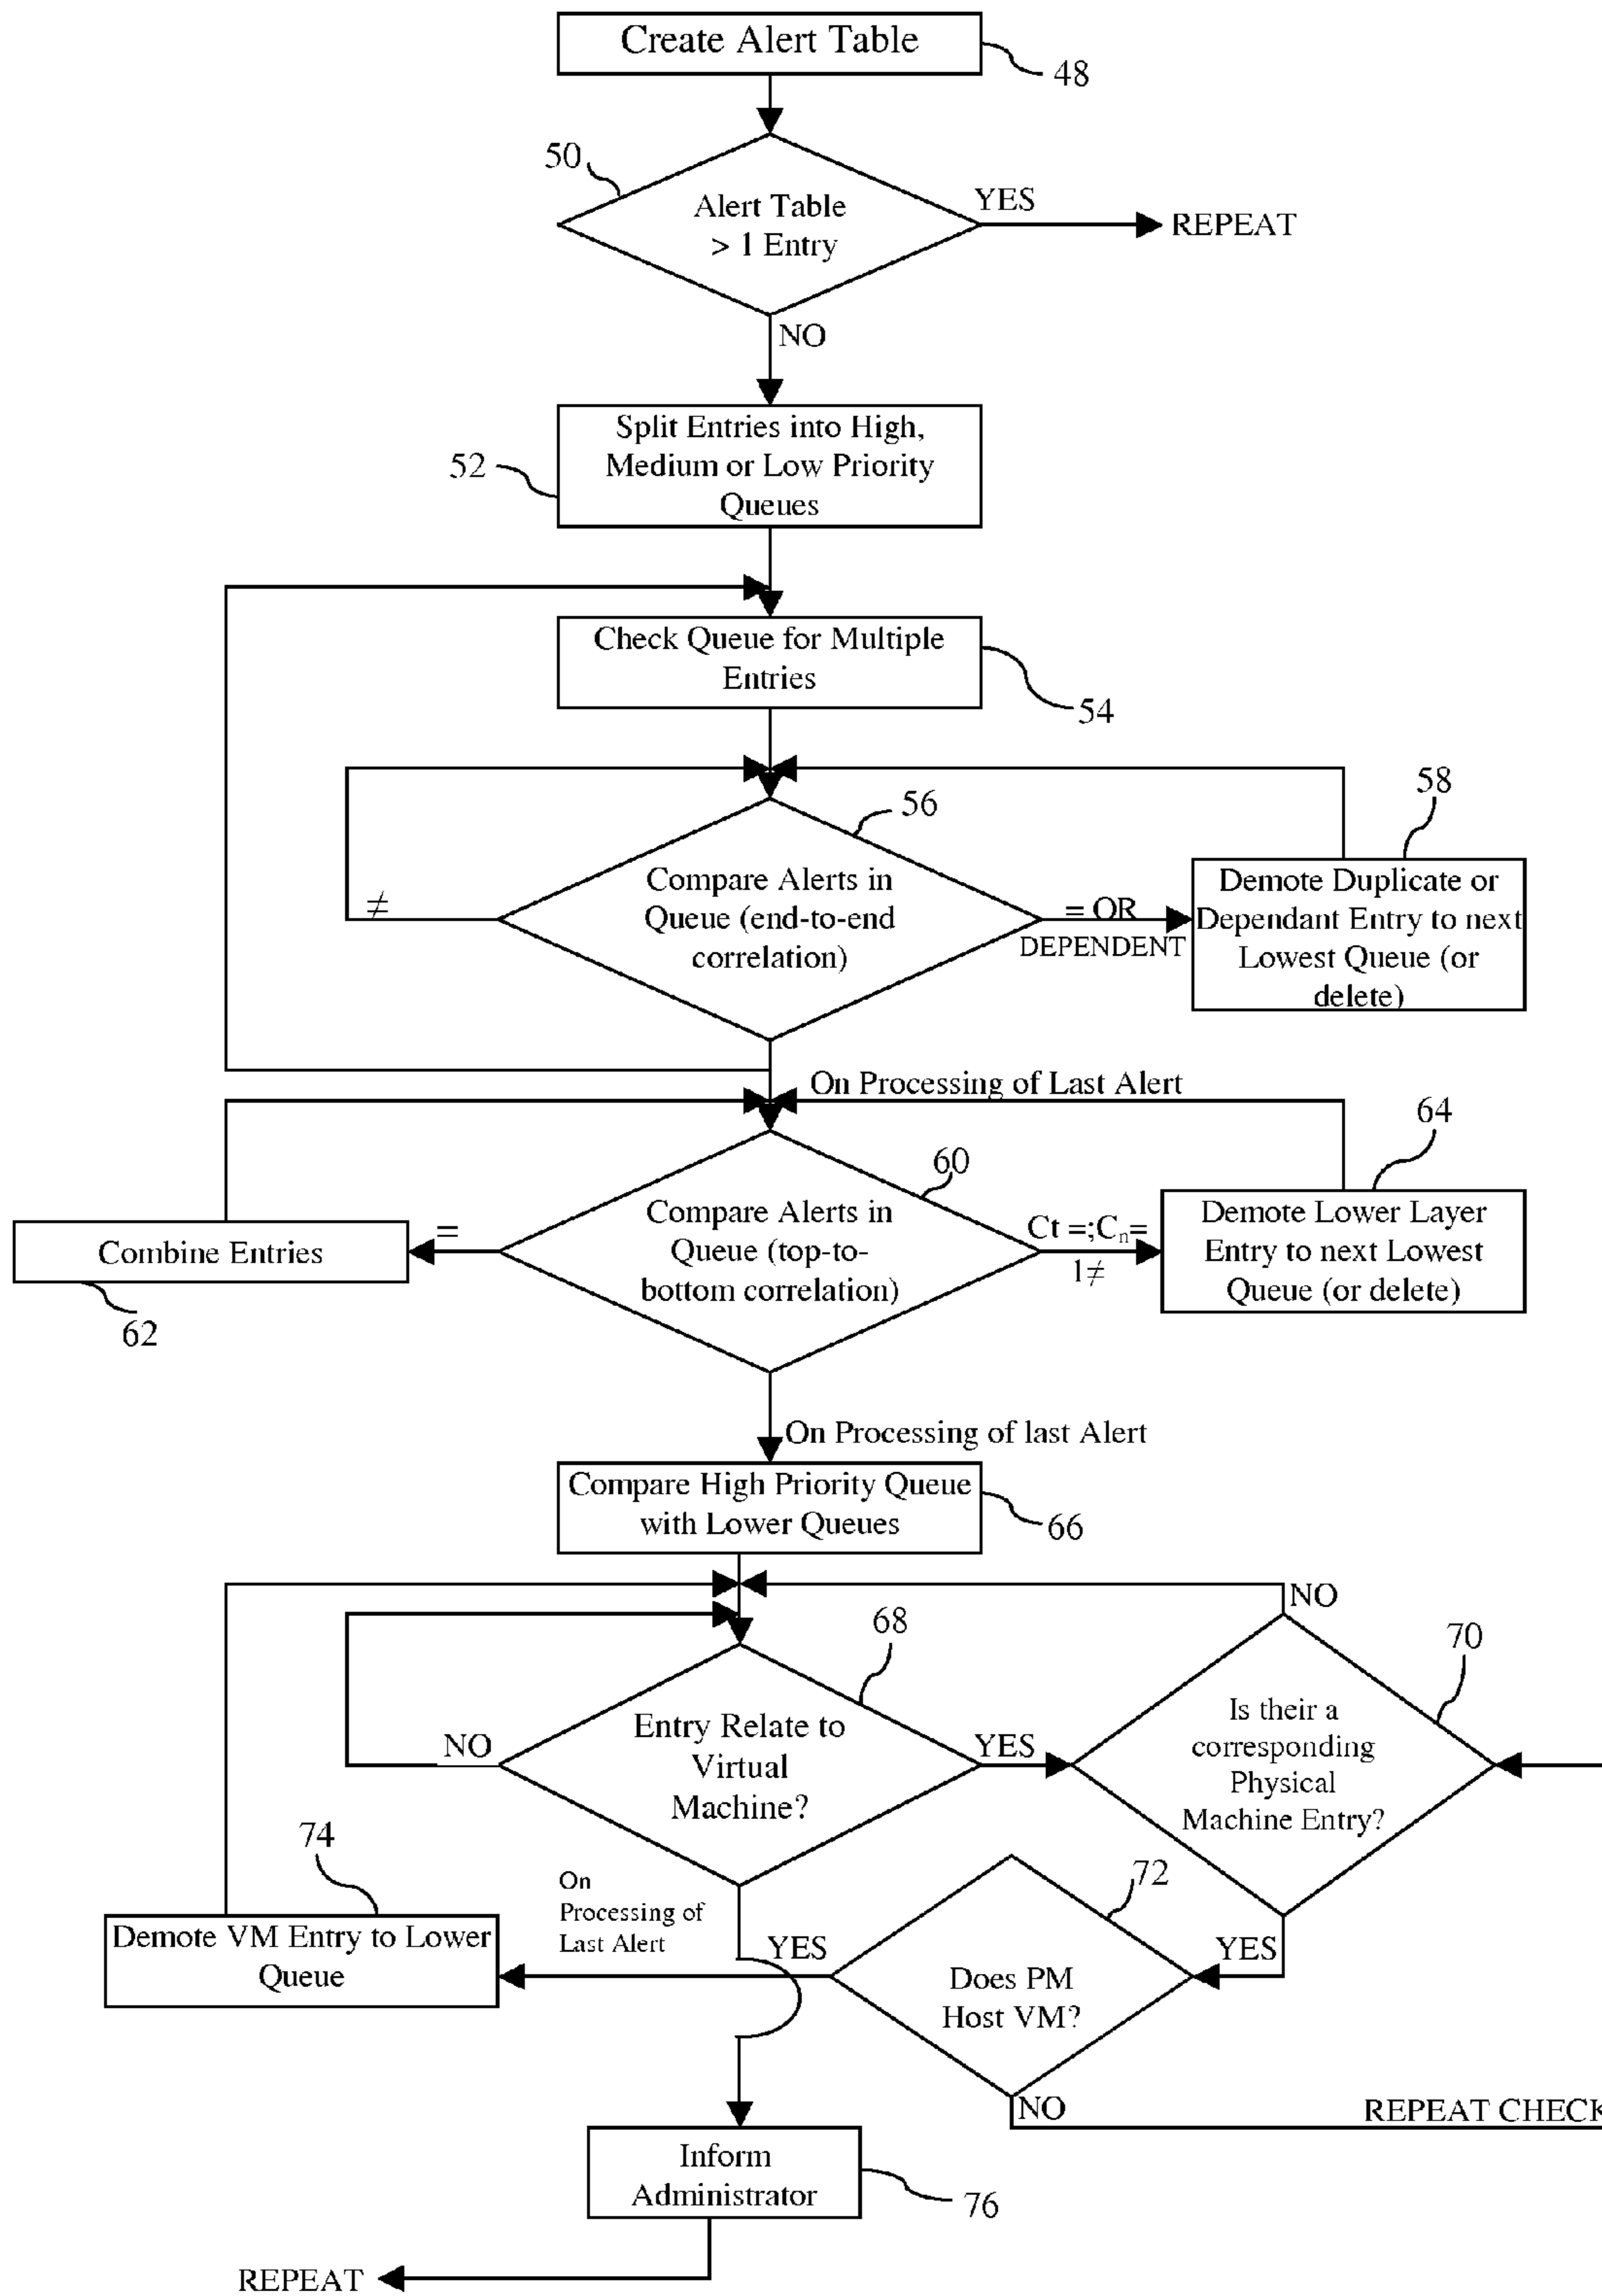 Create Alert Table
48
50
Alert Table
> 1 Entry
YES
REPEAT
NO
Split Entries into High,
Medium or Low Priority
Queues
52
Check Queue for Multiple
Entries
54
56
58
Compare Alerts in
Queue (end-to-end
correlation)
≠
= OR
DEPENDENT
Demote Duplicate or
Dependant Entry to next
Lowest Queue (or
delete)
On Processing of Last Alert
60
64
Compare Alerts in
Queue (top-to-
bottom correlation)
=
Combine Entries
62
Ct =;Cₙ=
1≠
Demote Lower Layer
Entry to next Lowest
Queue (or delete)
On Processing of last Alert
Compare High Priority Queue
with Lower Queues
66
NO
68
70
Entry Relate to
Virtual
Machine?
NO
YES
Is their a
corresponding
Physical
Machine Entry?
74
On
Processing of
Last Alert
72
Demote VM Entry to Lower
Queue
YES
YES
Does PM
Host VM?
NO
REPEAT CHECK
Inform
Administrator
76
REPEAT